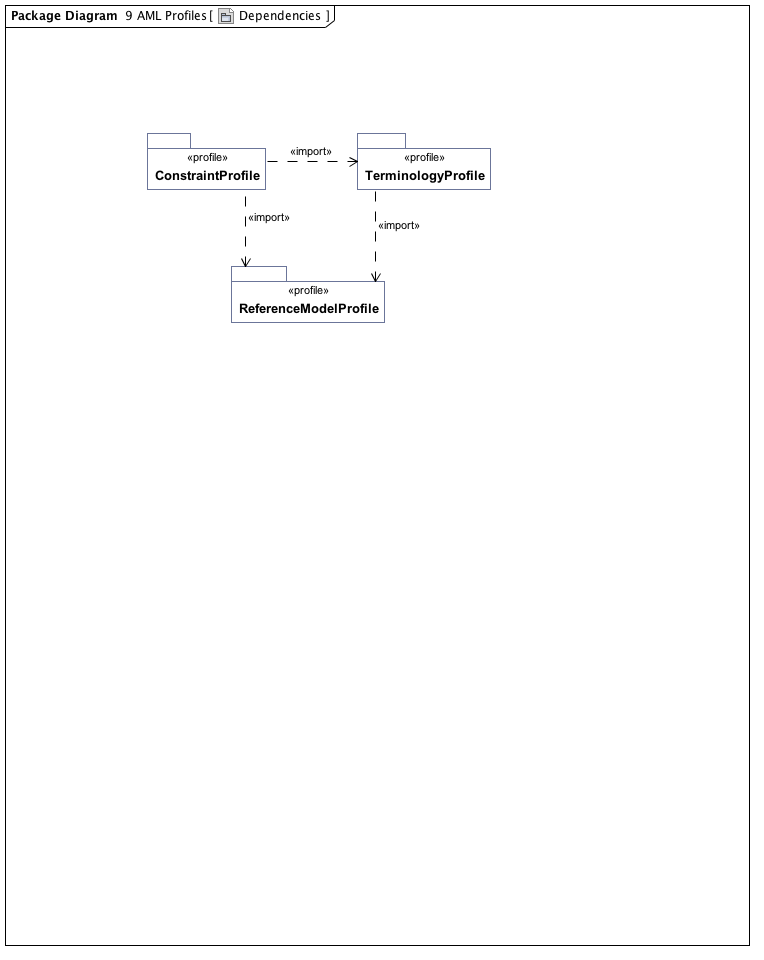 Package Diagram 9 AML Profiles [ Dependencies ]
«profile»
ConstraintProfile
«import»
«profile»
TerminologyProfile
«import»
«import»
«profile»
ReferenceModelProfile